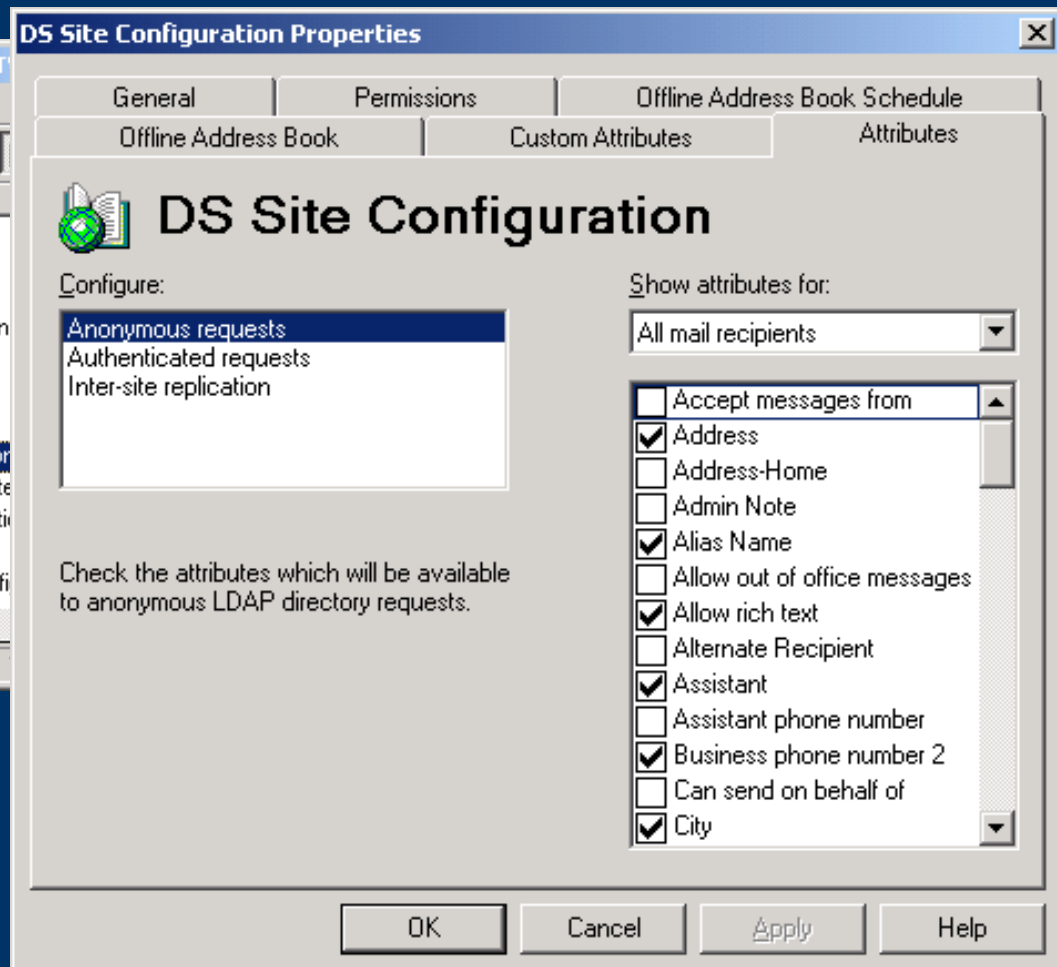 DS Site Configuration Properties
General
Permissions
Offline Address Book Schedule
Offline Address Book
Custom Attributes
Attributes
DS Site Configuration
Configure:
Anonymous requests
Authenticated requests
Inter-site replication
Check the attributes which will be available
to anonymous LDAP directory requests.
Show attributes for:
All mail recipients
Accept messages from
Address
Address-Home
Admin Note
Alias Name
Allow out of office messages
Allow rich text
Alternate Recipient
Assistant
Assistant phone number
Business phone number 2
Can send on behalf of
City
OK
Cancel
Apply
Help